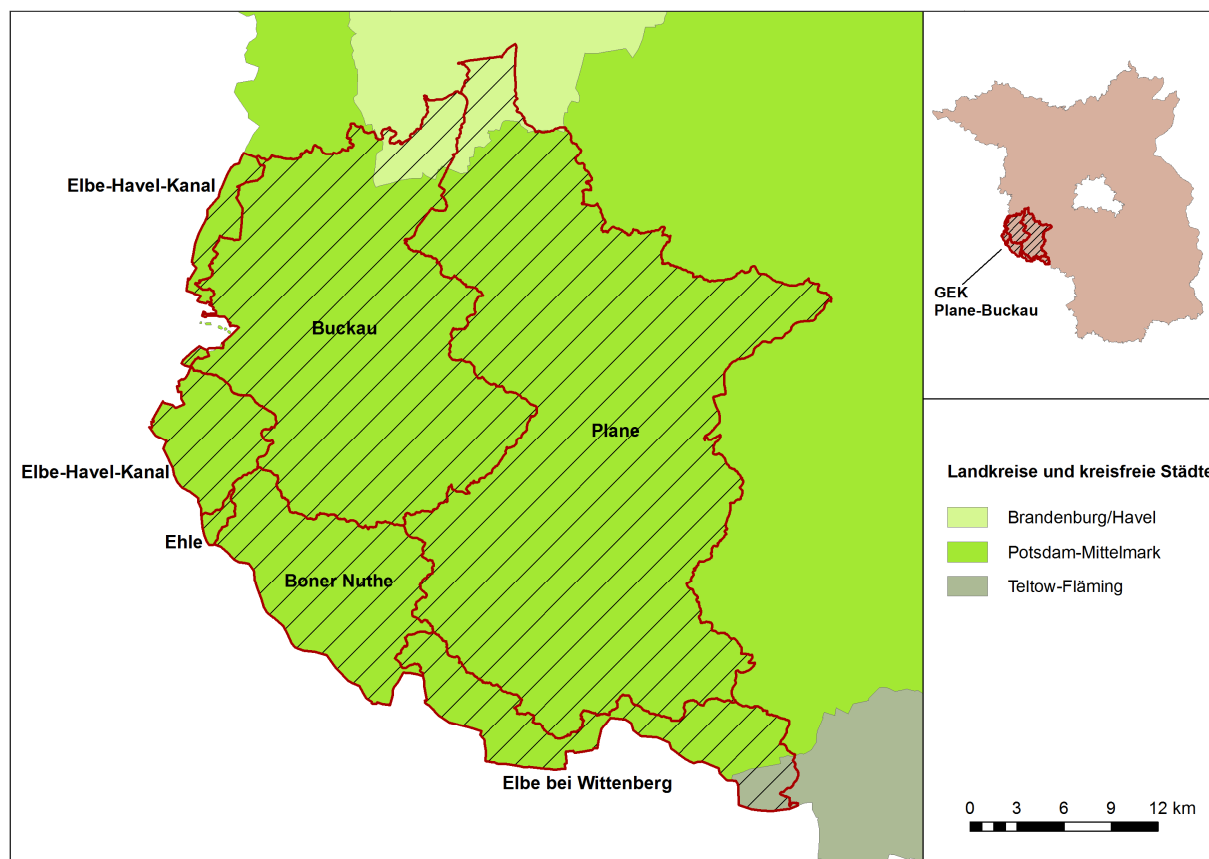 Elbe-Havel-Kanal
Buckau
Plane
Elbe-Havel-Kanal
Ehle
Boner Nuthe
Elbe bei Wittenberg
GEK
Plane-Buckau
Landkreise und kreisfreie Städte
Brandenburg/Havel
Potsdam-Mittelmark
Teltow-Fläming
0 3 6 9 12 km